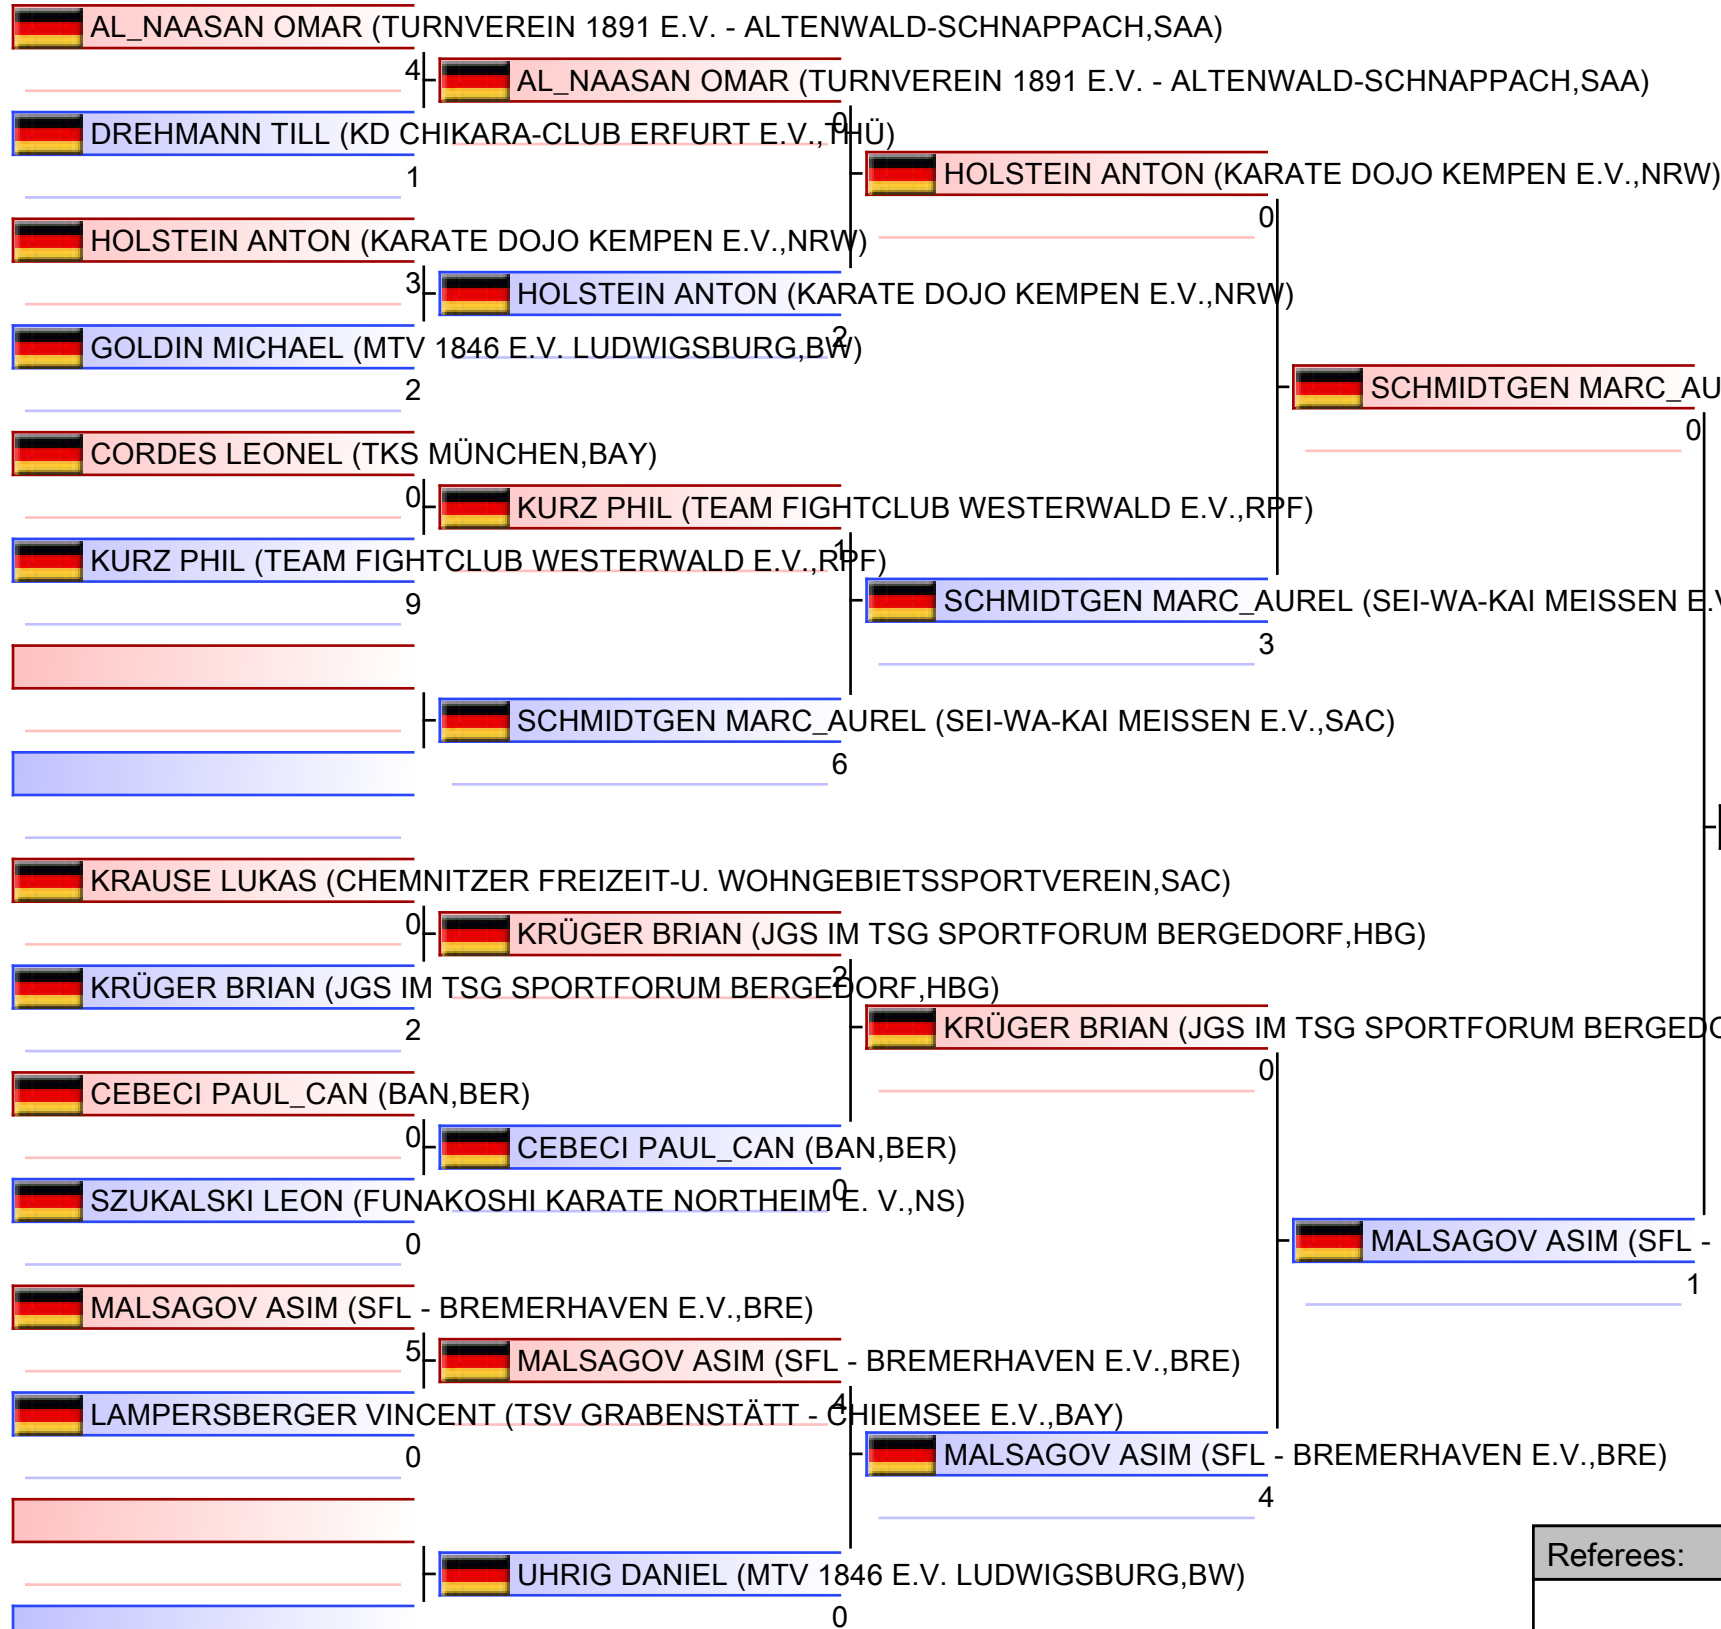 AL_NAASAN OMAR (TURNVEREIN 1891 E.V. - ALTENWALD-SCHNAPPACH,SAA)
4
AL_NAASAN OMAR (TURNVEREIN 1891 E.V. - ALTENWALD-SCHNAPPACH,SAA)
0
DREHMANN TILL (KD CHIKARA-CLUB ERFURT E.V.,THÜ)
1
HOLSTEIN ANTON (KARATE DOJO KEMPEN E.V.,NRW)
0
HOLSTEIN ANTON (KARATE DOJO KEMPEN E.V.,NRW)
3
HOLSTEIN ANTON (KARATE DOJO KEMPEN E.V.,NRW)
2
GOLDIN MICHAEL (MTV 1846 E.V. LUDWIGSBURG,BW)
2
SCHMIDTGEN MARC_AU
0
CORDES LEONEL (TKS MÜNCHEN,BAY)
0
KURZ PHIL (TEAM FIGHTCLUB WESTERWALD E.V.,RPF)
1
KURZ PHIL (TEAM FIGHTCLUB WESTERWALD E.V.,RPF)
9
SCHMIDTGEN MARC_AUREL (SEI-WA-KAI MEISSEN E.V
3
SCHMIDTGEN MARC_AUREL (SEI-WA-KAI MEISSEN E.V.,SAC)
6
KRAUSE LUKAS (CHEMNITZER FREIZEIT-U. WOHNGEBIETSSPORTVEREIN,SAC)
0
KRÜGER BRIAN (JGS IM TSG SPORTFORUM BERGEDORF,HBG)
2
KRÜGER BRIAN (JGS IM TSG SPORTFORUM BERGEDORF,HBG)
2
KRÜGER BRIAN (JGS IM TSG SPORTFORUM BERGEDO
0
CEBECI PAUL_CAN (BAN,BER)
0
CEBECI PAUL_CAN (BAN,BER)
0
SZUKALSKI LEON (FUNAKOSHI KARATE NORTHEIM E. V.,NS)
0
MALSAGOV ASIM (SFL -
1
MALSAGOV ASIM (SFL - BREMERHAVEN E.V.,BRE)
5
MALSAGOV ASIM (SFL - BREMERHAVEN E.V.,BRE)
4
LAMPERSBERGER VINCENT (TSV GRABENSTÄTT - CHIEMSEE E.V.,BAY)
0
MALSAGOV ASIM (SFL - BREMERHAVEN E.V.,BRE)
4
Referees:
UHRIG DANIEL (MTV 1846 E.V. LUDWIGSBURG,BW)
0